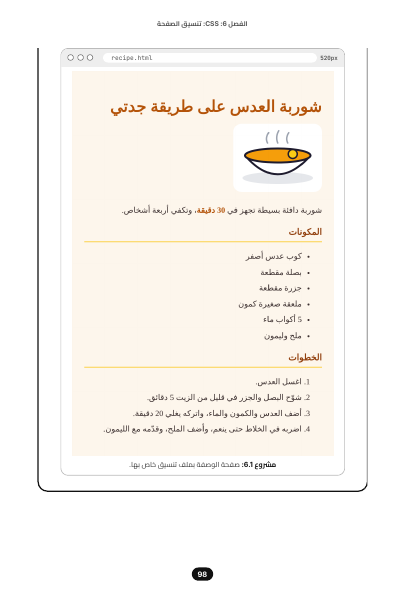 الفصل 6: CSS: تنسيق الصفحة
recipe.html
520px
شوربة العدس على طريقة جدتي
شوربة دافئة بسيطة تجهز في 30 دقيقة، وتكفي أربعة أشخاص.
المكونات
• كوب عدس أصفر
• بصلة مقطعة
• جزرة مقطعة
• ملعقة صغيرة كمون
• 5 أكواب ماء
• ملح وليمون
الخطوات
1. اغسل العدس.
2. شوّح البصل والجزر في قليل من الزيت 5 دقائق.
3. أضف العدس والكمون والماء، واتركه يغلي 20 دقيقة.
4. اضربه في الخلاط حتى ينعم، وأضف الملح، وقدّمه مع الليمون.
مشروع 6.1: صفحة الوصفة بملف تنسيق خاص بها.
98